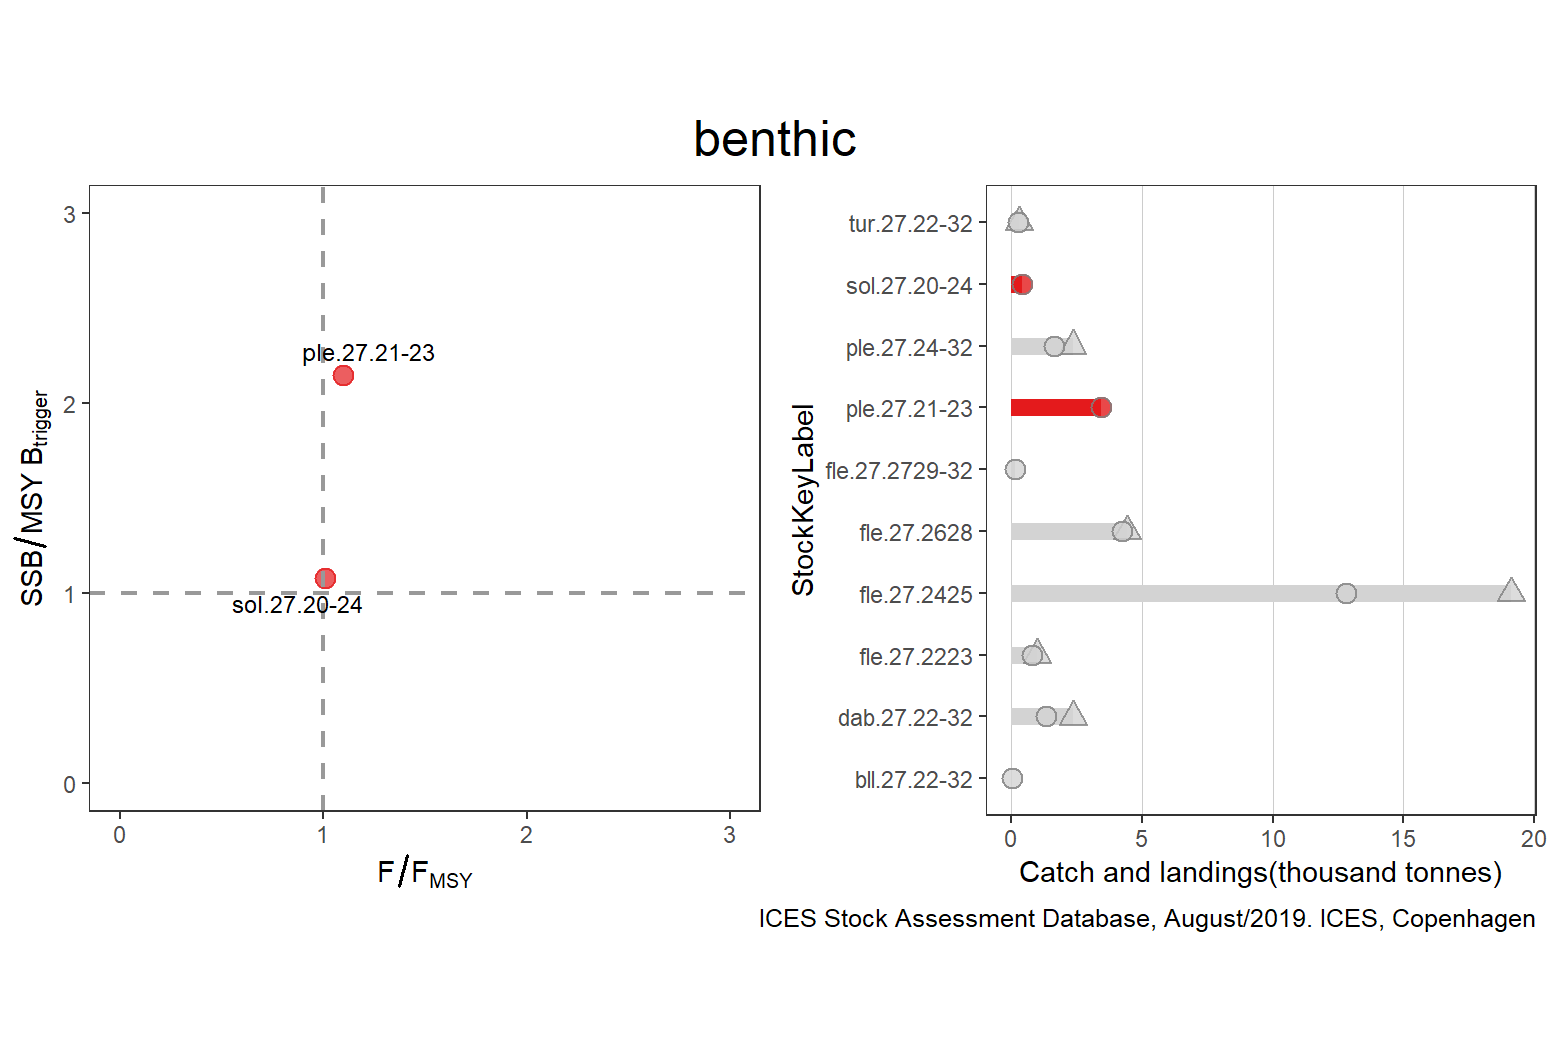 benthic
3
2
1
0
0
1
2
3
SSB/MSY Btrigger
F/FMSY
ple.27.21-23
sol.27.20-24
StockKeyLabel
tur.27.22-32
sol.27.20-24
ple.27.24-32
ple.27.21-23
fle.27.2729-32
fle.27.2628
fle.27.2425
fle.27.2223
dab.27.22-32
bll.27.22-32
0
5
10
15
20
Catch and landings(thousand tonnes)
ICES Stock Assessment Database, August/2019. ICES, Copenhagen